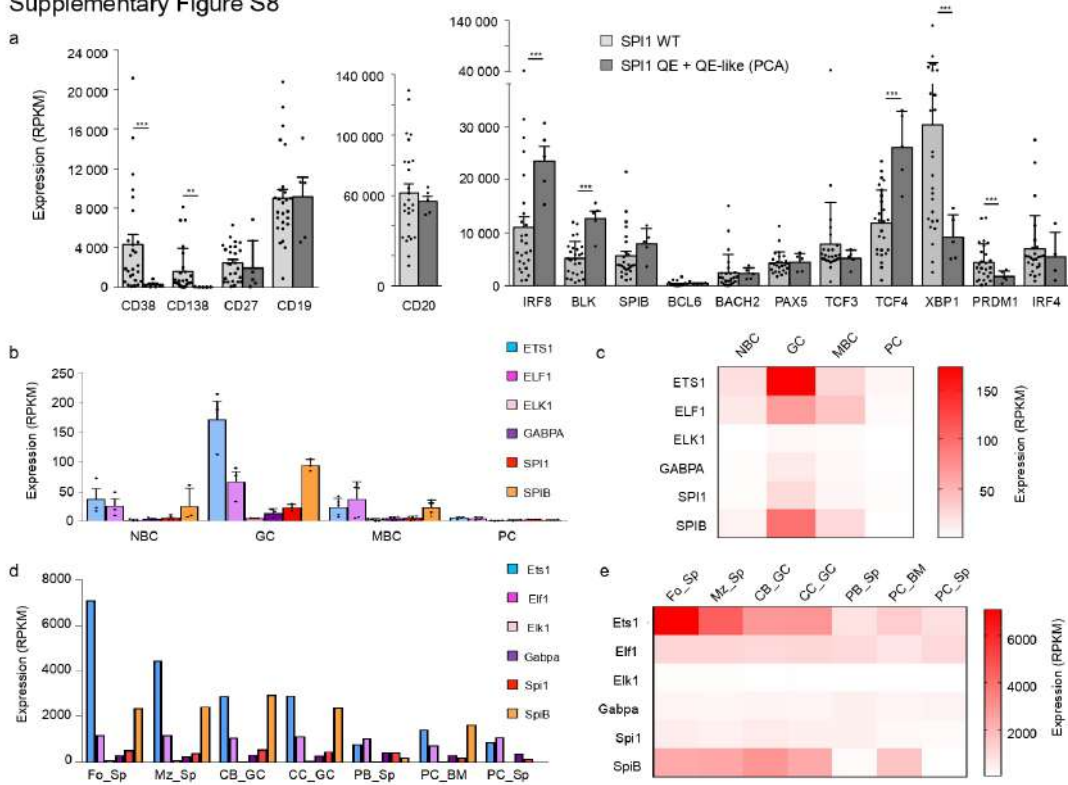 Supplementary Figure S8
a
Expression (RPKM)
24 000
20 000
16 000
12 000
8 000
4 000
0
***
**
CD38 CD138 CD27 CD19
140 000
100 000
60 000
0
CD20
140 000
40 000
30 000
20 000
10 000
0
*** *** *** *** ***
SPI1 WT
SPI1 QE + QE-like (PCA)
IRF8 BLK SPIB BCL6 BACH2 PAX5 TCF3 TCF4 XBP1 PRDM1 IRF4
b
Expression (RPKM)
250
200
150
100
50
0
NBC GC MBC PC
ETS1
ELF1
ELK1
GABPA
SPI1
SPIB
c
NBC GC MBC PC
ETS1
ELF1
ELK1
GABPA
SPI1
SPIB
150
100
50
Expression (RPKM)
d
Expression (RPKM)
8000
6000
4000
2000
0
Fo_Sp Mz_Sp CB_GC CC_GC PB_Sp PC_BM PC_Sp
Ets1
Elf1
Elk1
Gabpa
Spi1
SpiB
e
Fo_Sp Mz_Sp CB_GC CC_GC PB_Sp PC_BM PC_Sp
Ets1
Elf1
Elk1
Gabpa
Spi1
SpiB
6000
4000
2000
Expression (RPKM)